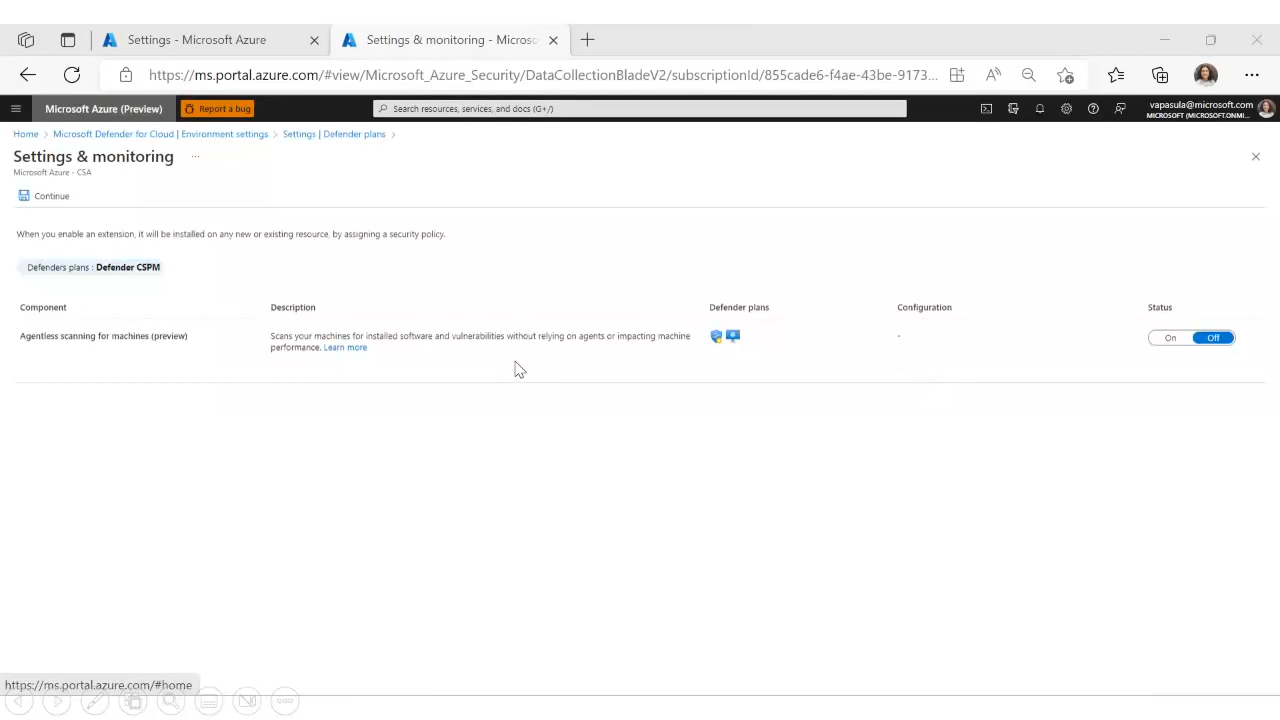 Settings - Microsoft Azure
Settings & monitoring - Microso
https://ms.portal.azure.com/#view/Microsoft_Azure_Security/DataCollectionBladeV2/subscriptionId/855cade6-f4ae-43be-9173...
Microsoft Azure (Preview)
Report a bug
Search resources, services, and docs (G+/)
vapasula@microsoft.com
MICROSOFT (MICROSOFT.ONMI...
Home > Microsoft Defender for Cloud | Environment settings > Settings | Defender plans >
Settings & monitoring ...
Microsoft Azure - CSA
Continue
When you enable an extension, it will be installed on any new or existing resource, by assigning a security policy.
Defenders plans : Defender CSPM
Component Description Defender plans Configuration Status
Agentless scanning for machines (preview) Scans your machines for installed software and vulnerabilities without relying on agents or impacting machine - On Off
performance. Learn more
https://ms.portal.azure.com/#home